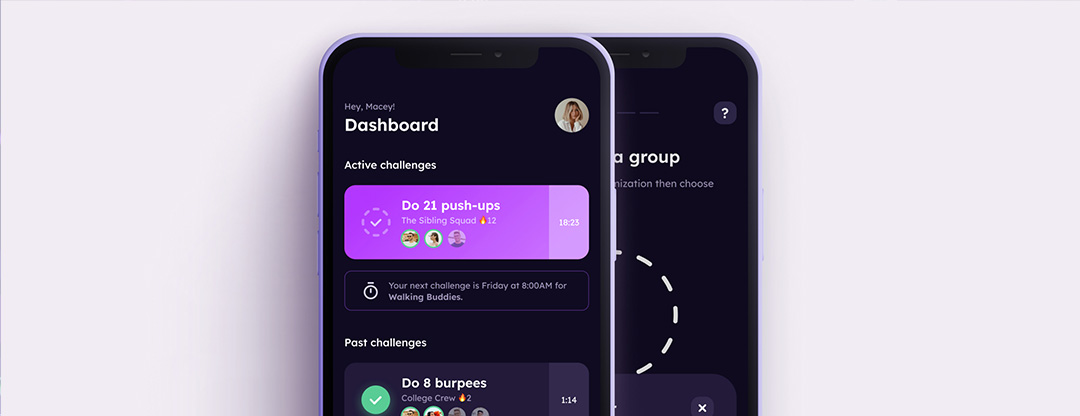 Hey, Macey!
Dashboard
Active challenges
Do 21 push-ups
The Sibling Squad 🔥12
18:23
Your next challenge is Friday at 8:00AM for
Walking Buddies.
Past challenges
Do 8 burpees
College Crew 🔥2
1:14
?
a group
nization then choose